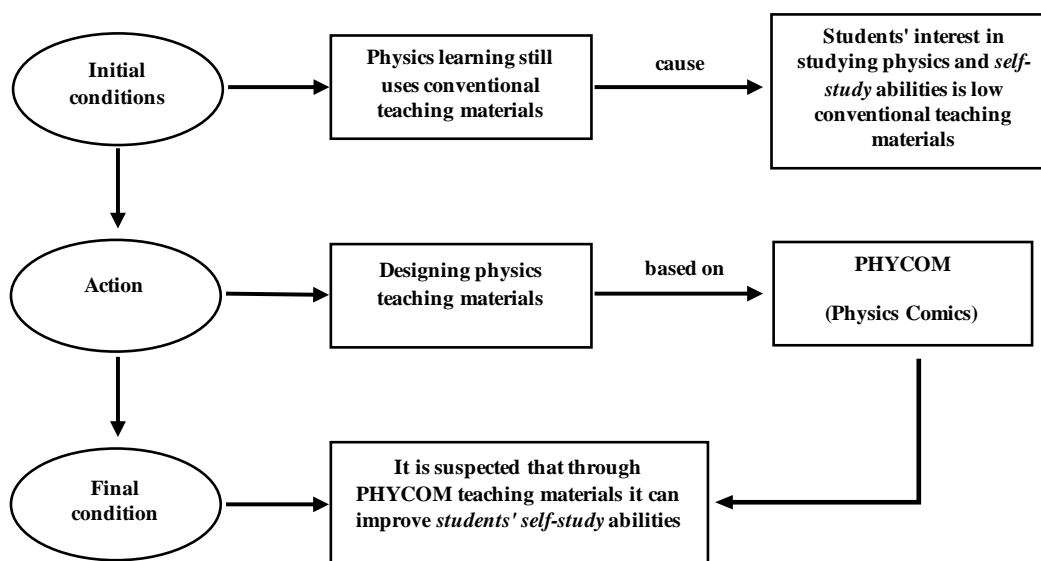 Initial
conditions
Physics learning still
uses conventional
teaching materials
cause
Students' interest in
studying physics and self-
study abilities is low
conventional teaching
materials
Action
Designing physics
teaching materials
based on
PHYCOM
(Physics Comics)
Final
condition
It is suspected that through
PHYCOM teaching materials it can
improve students' self-study abilities